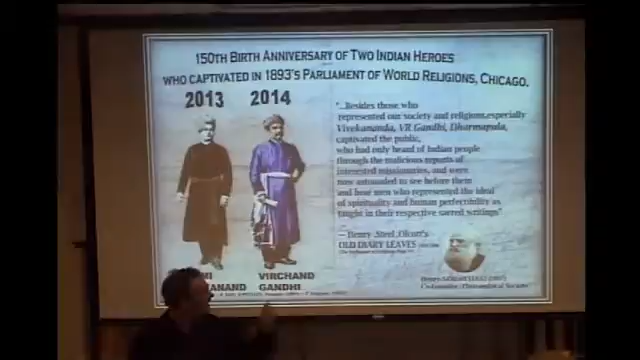 150TH BIRTH ANNIVERSARY OF TWO INDIAN HEROES
WHO CAPTIVATED IN 1893'S PARLIAMENT OF WORLD RELIGIONS, CHICAGO.
2013 2014
"..Besides those who
represented our society and religions,especially
Vivekananda, VR Gandhi, Dharmapala,
captivated the public,
who had only heard of Indian people
through the malicious reports of
interested missionaries, and were
now astounded to see before them
and hear men who represented the ideal
of spirituality and human perfectibility as
taught in their respective sacred writings"
— Henry Steel Olcott's
OLD DIARY LEAVES
MI
ANAND
VIRCHAND
GANDHI
Henry